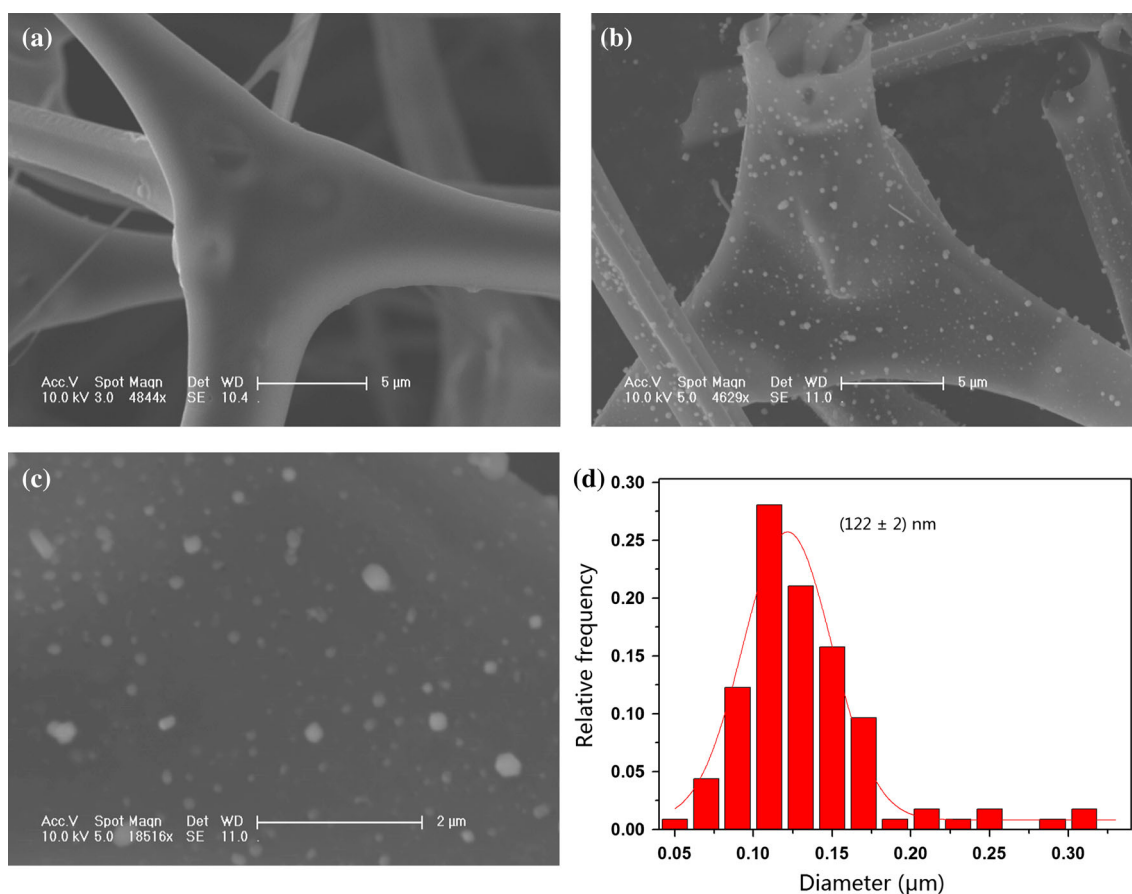 (a)
Acc.V Spot Magn Det WD 5 µm
10.0 kV 3.0 4844x SE 10.4
(b)
Acc.V Spot Magn Det WD 5 µm
10.0 kV 5.0 4629x SE 11.0
(c)
Acc.V Spot Magn Det WD 2 µm
10.0 kV 5.0 18516x SE 11.0
(d)
(122 ± 2) nm
Relative frequency
0.30
0.25
0.20
0.15
0.10
0.05
0.00
0.05 0.10 0.15 0.20 0.25 0.30
Diameter (µm)